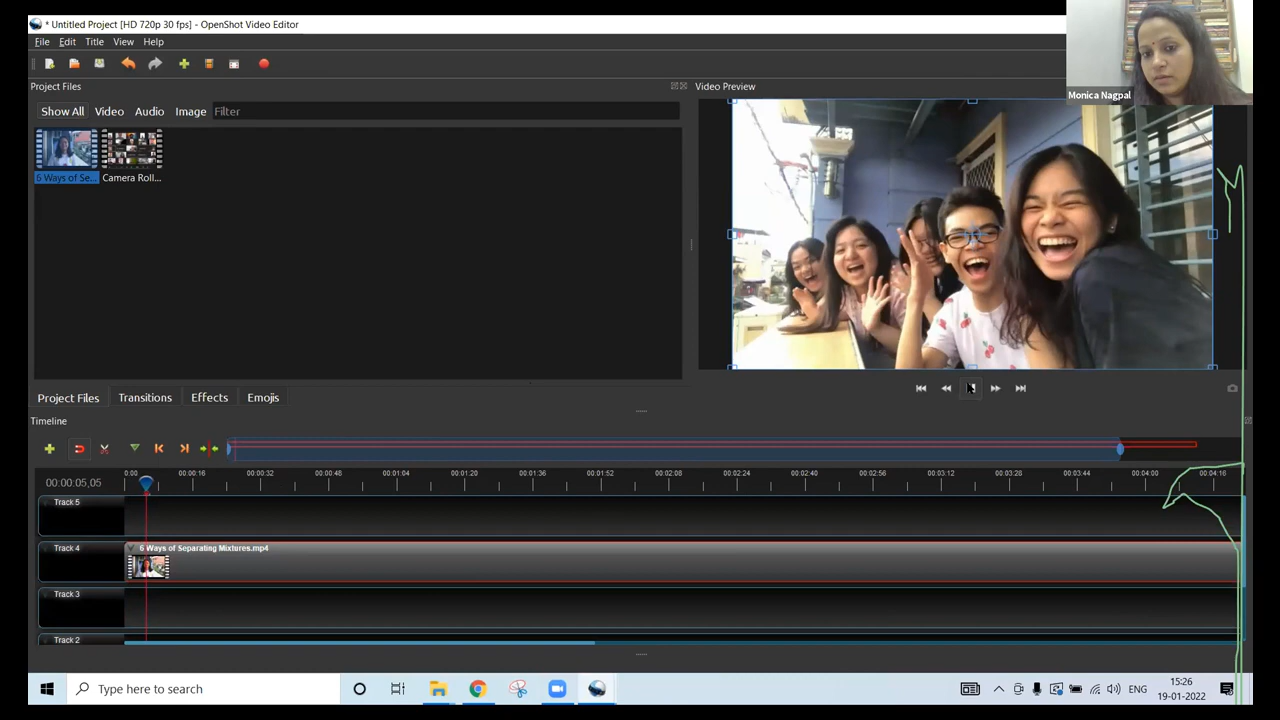 * Untitled Project [HD 720p 30 fps] - OpenShot Video Editor
File Edit Title View Help
Monica Nagpal
Project Files
Video Preview
Show All Video Audio Image Filter
6 Ways of Se... Camera Roll...
Project Files Transitions Effects Emojis
Timeline
00:00:05,05
0:00 00:00:16 00:00:32 00:00:48 00:01:04 00:01:20 00:01:36 00:01:52 00:02:08 00:02:24 00:02:40 00:02:56 00:03:12 00:03:28 00:03:44 00:04:00 00:04:16
Track 5
Track 4
6 Ways of Separating Mixtures.mp4
Track 3
Track 2
Type here to search
ENG
15:26
19-01-2022